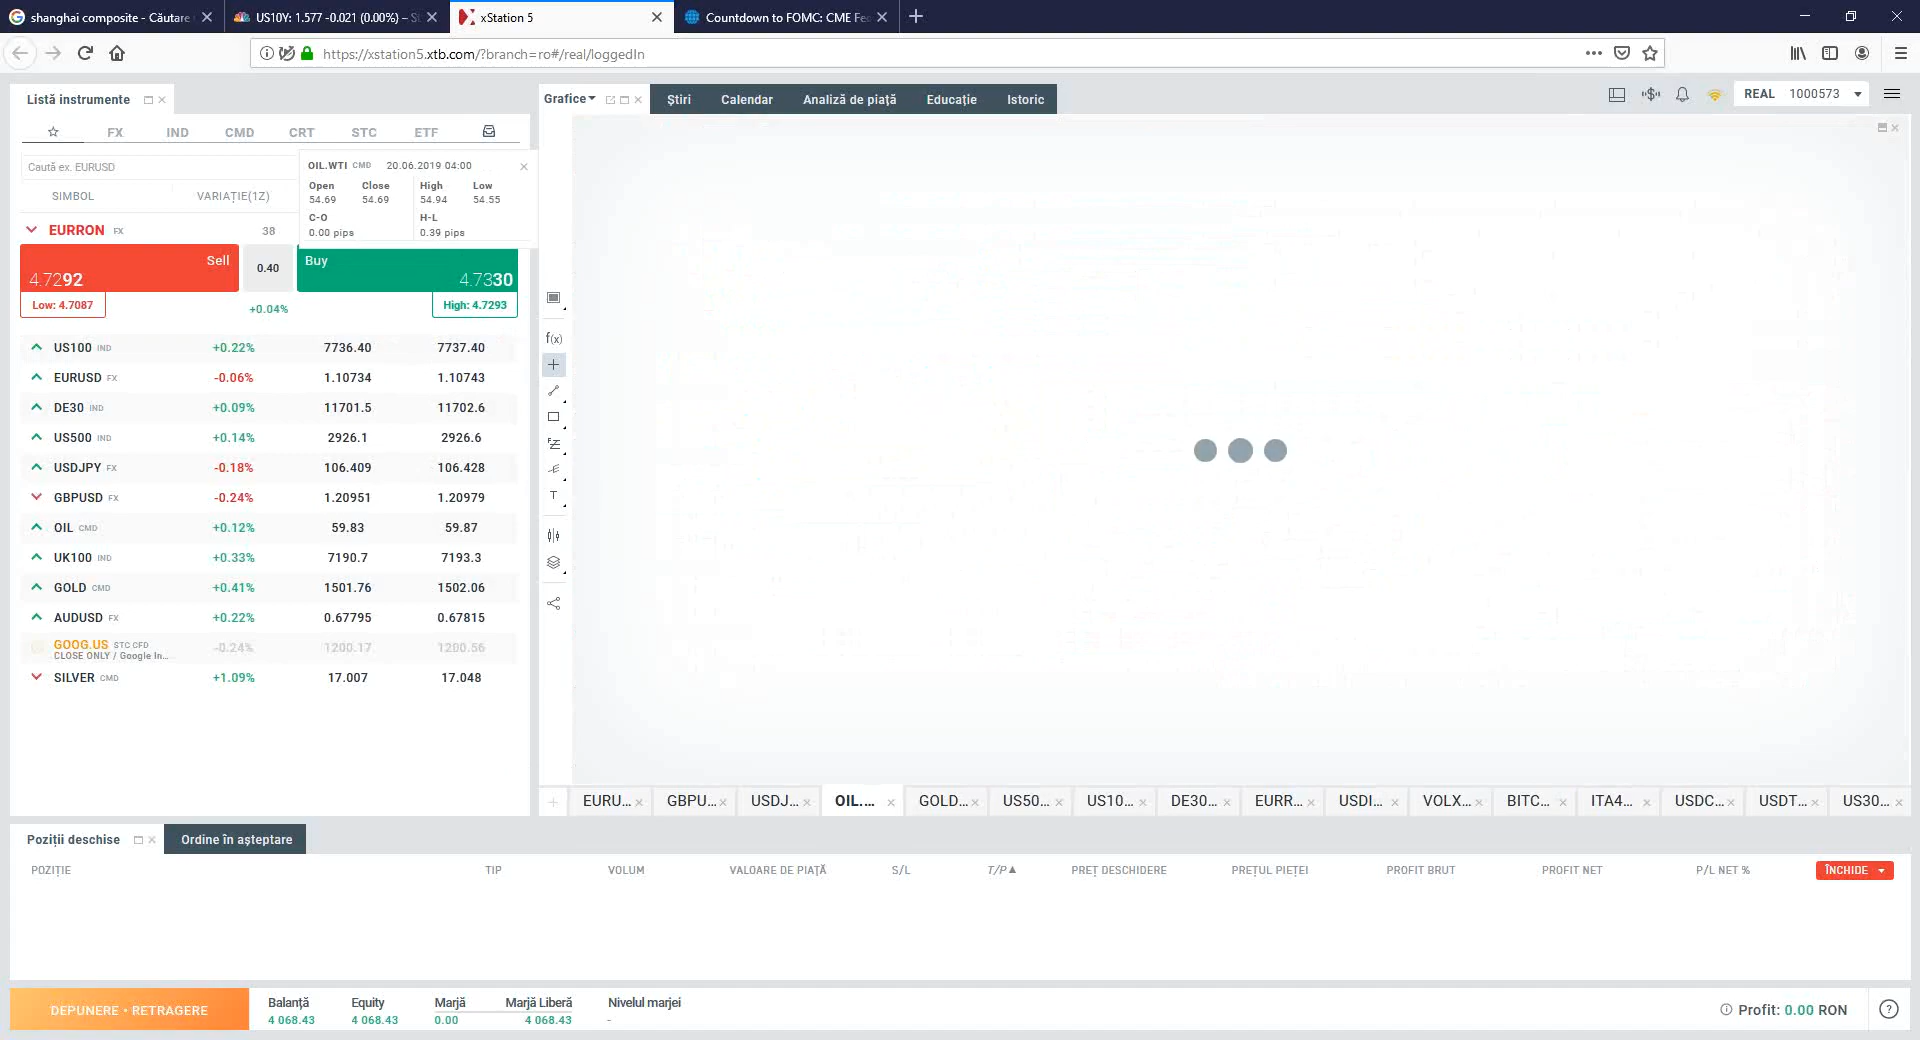 shanghai composite - Căutare
US10Y: 1.577 -0.021 (0.00%) – S
xStation 5
Countdown to FOMC: CME Fe
https://xstation5.xtb.com/?branch=ro#/real/loggedIn
Listă instrumente
Grafice
Știri
Calendar
Analiză de piață
Educație
Istoric
REAL 1000573
FX
IND
CMD
CRT
STC
ETF
Caută ex. EURUSD
SIMBOL
VARIAȚIE(1Z)
OIL.WTI CMD 20.06.2019 04:00
Open Close High Low
54.69 54.69 54.94 54.55
C-O H-L
0.00 pips 0.39 pips
EURRON FX 38
Sell
4.7292
0.40
Buy
4.7330
Low: 4.7087
+0.04%
High: 4.7293
US100 IND +0.22% 7736.40 7737.40
EURUSD FX -0.06% 1.10734 1.10743
DE30 IND +0.09% 11701.5 11702.6
US500 IND +0.14% 2926.1 2926.6
USDJPY FX -0.18% 106.409 106.428
GBPUSD FX -0.24% 1.20951 1.20979
OIL CMD +0.12% 59.83 59.87
UK100 IND +0.33% 7190.7 7193.3
GOLD CMD +0.41% 1501.76 1502.06
AUDUSD FX +0.22% 0.67795 0.67815
GOOG.US STC CFD -0.24% 1200.17 1200.56
CLOSE ONLY / Google In...
SILVER CMD +1.09% 17.007 17.048
f(x)
T
EURU... GBPU... USDJ... OIL.... GOLD... US50... US10... DE30... EURR... USDI... VOLX... BITC... ITA4... USDC... USDT... US30...
Poziții deschise
Ordine în așteptare
POZIȚIE TIP VOLUM VALOARE DE PIAȚĂ S/L T/P▲ PREȚ DESCHIDERE PREȚUL PIEȚEI PROFIT BRUT PROFIT NET P/L NET % ÎNCHIDE
DEPUNERE • RETRAGERE
Balanță Equity Marjă Marjă Liberă Nivelul marjei
4 068.43 4 068.43 0.00 4 068.43 -
Profit: 0.00 RON